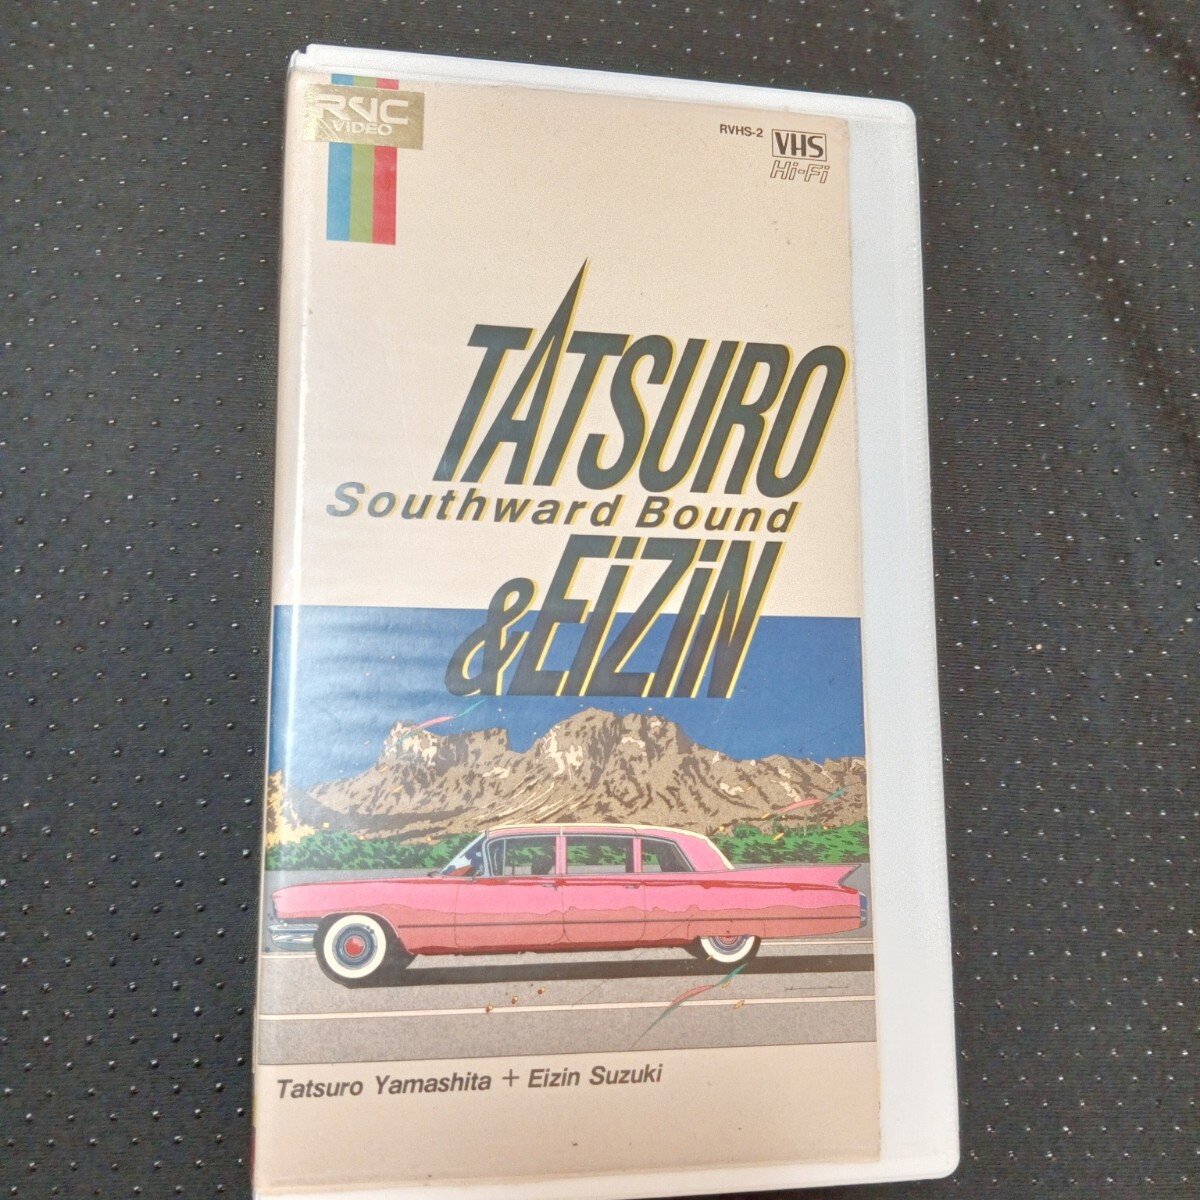 RVC
VIDEO
RVHS-2
VHS
Hi-Fi
TATSURO
Southward Bound
&EiZiN
Tatsuro Yamashita + Eizin Suzuki